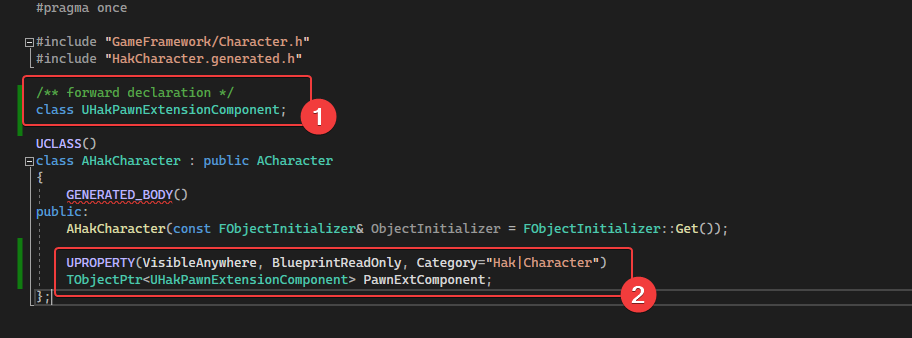 #pragma once
#include "GameFramework/Character.h"
#include "HakCharacter.generated.h"
/** forward declaration */
class UHakPawnExtensionComponent;
1
UCLASS()
class AHakCharacter : public ACharacter
{
GENERATED_BODY()
public:
AHakCharacter(const FObjectInitializer& ObjectInitializer = FObjectInitializer::Get());
UPROPERTY(VisibleAnywhere, BlueprintReadOnly, Category="Hak|Character")
TObjectPtr<UHakPawnExtensionComponent> PawnExtComponent;
2
};